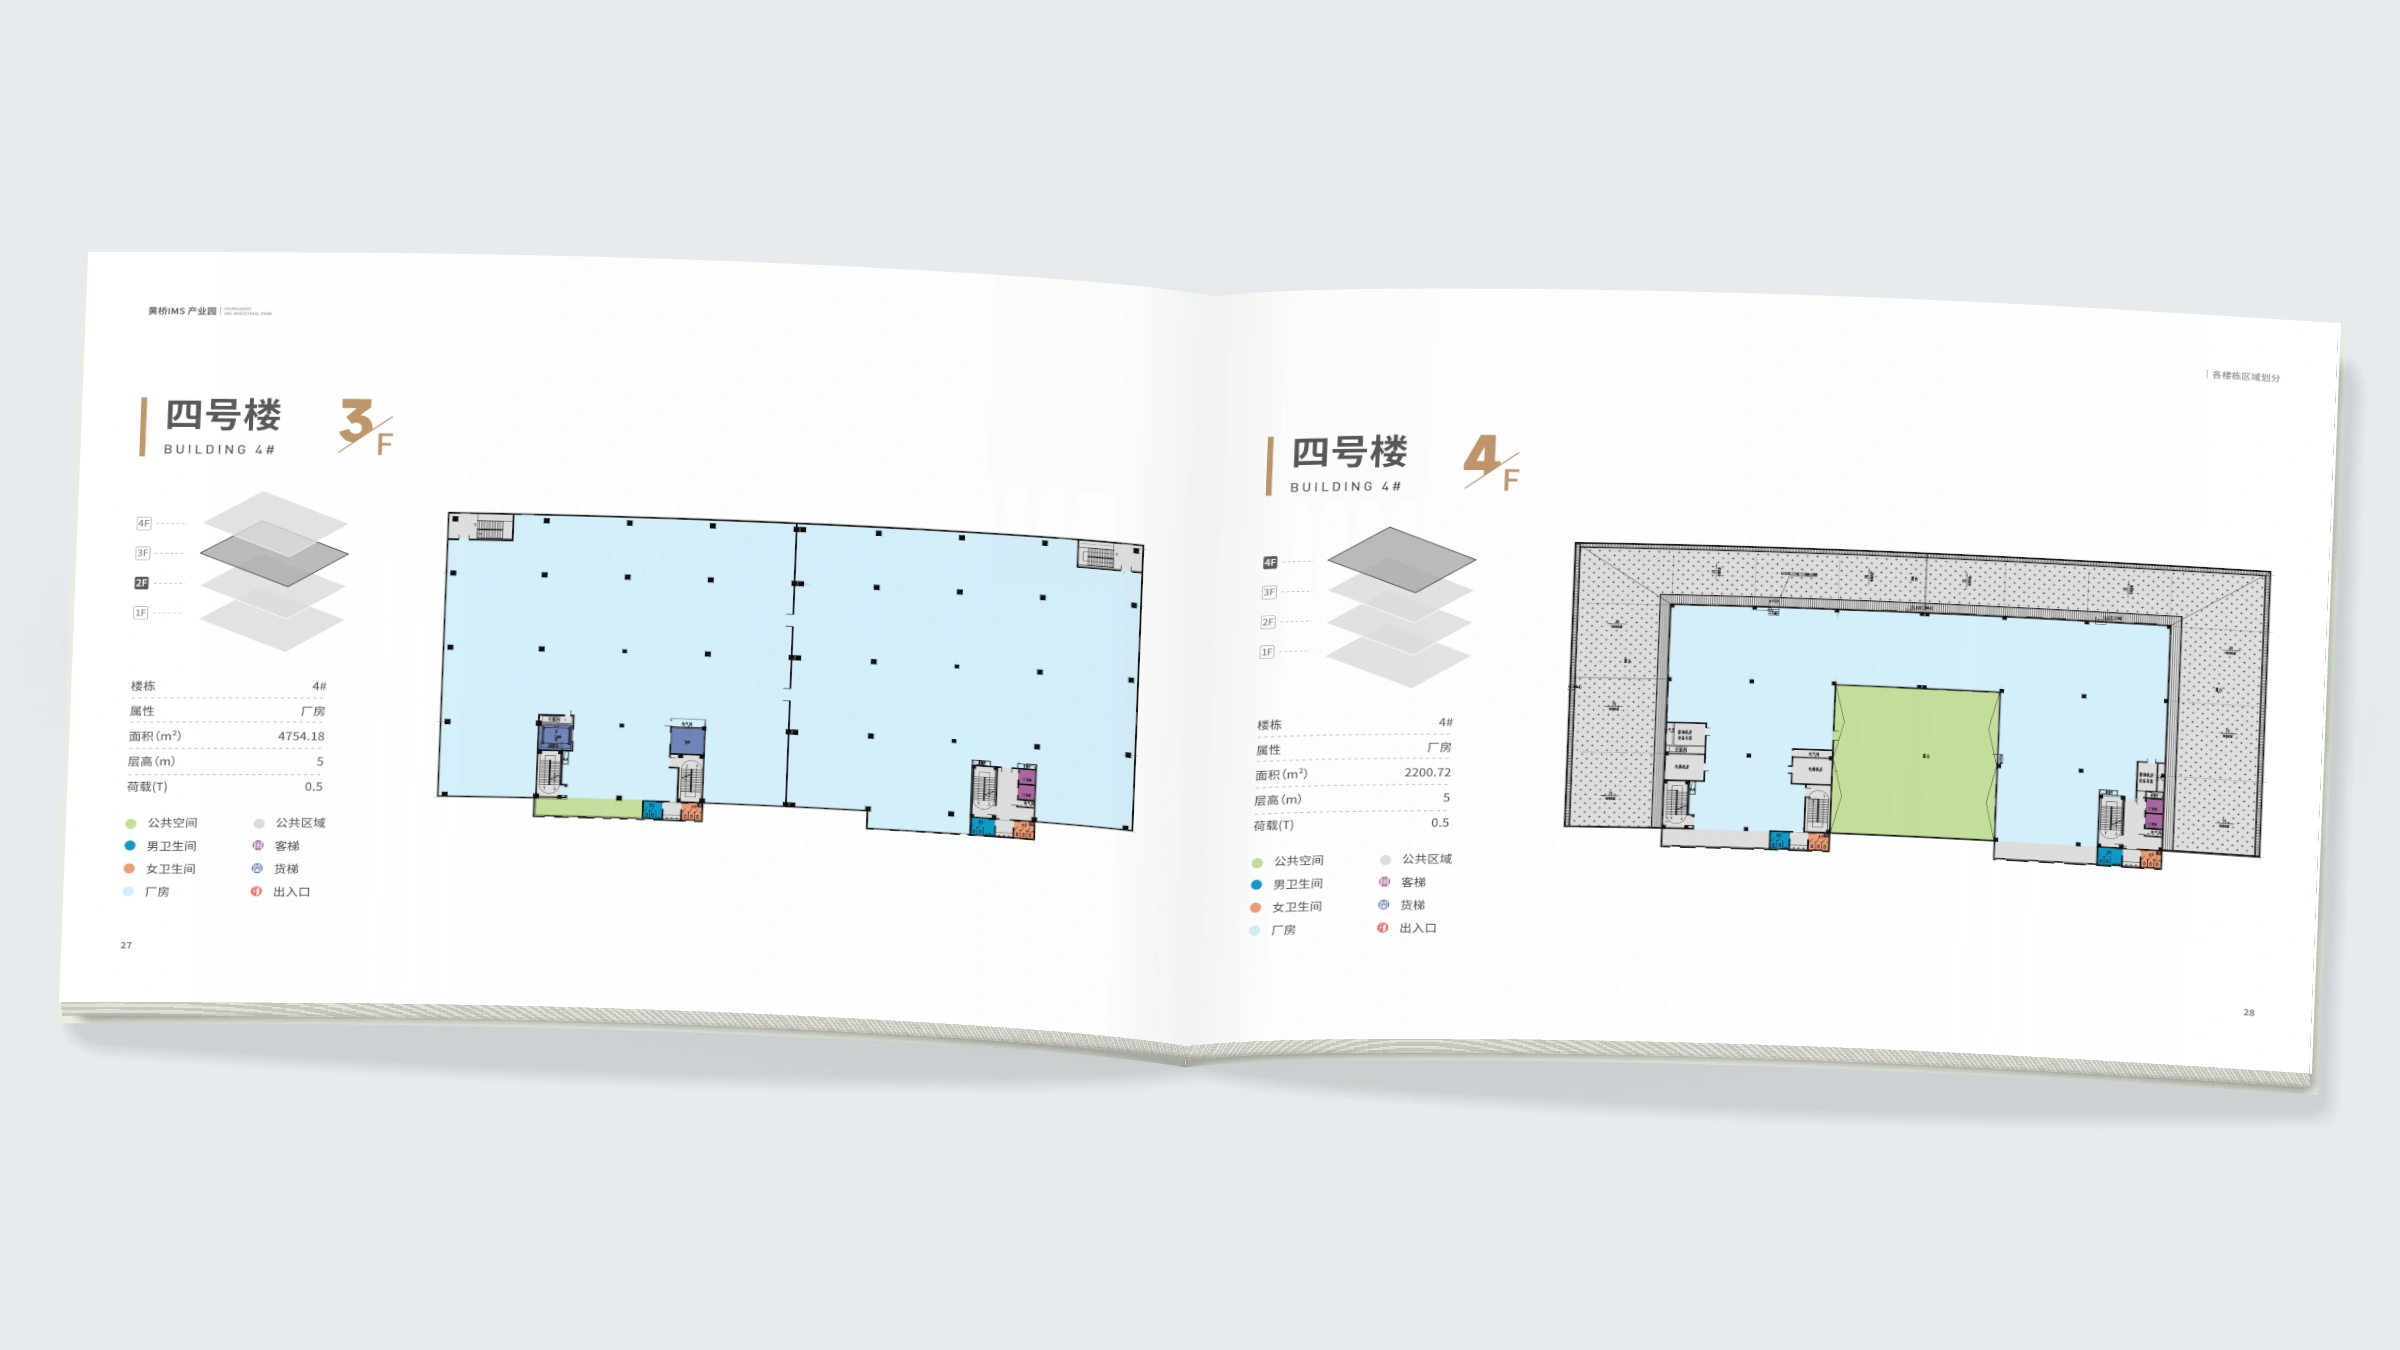 黄桥IMS 产业园
四号楼
BUILDING 4#
3/F
4F
3F
2F
1F
楼栋 4#
属性 厂房
面积(m²) 4754.18
层高(m) 5
荷载(T) 0.5
公共空间 公共区域
男卫生间 客梯
女卫生间 货梯
厂房 出入口
27
各楼栋区域划分
四号楼
BUILDING 4#
4/F
4F
3F
2F
1F
楼栋 4#
属性 厂房
面积(m²) 2200.72
层高(m) 5
荷载(T) 0.5
公共空间 公共区域
男卫生间 客梯
女卫生间 货梯
厂房 出入口
28